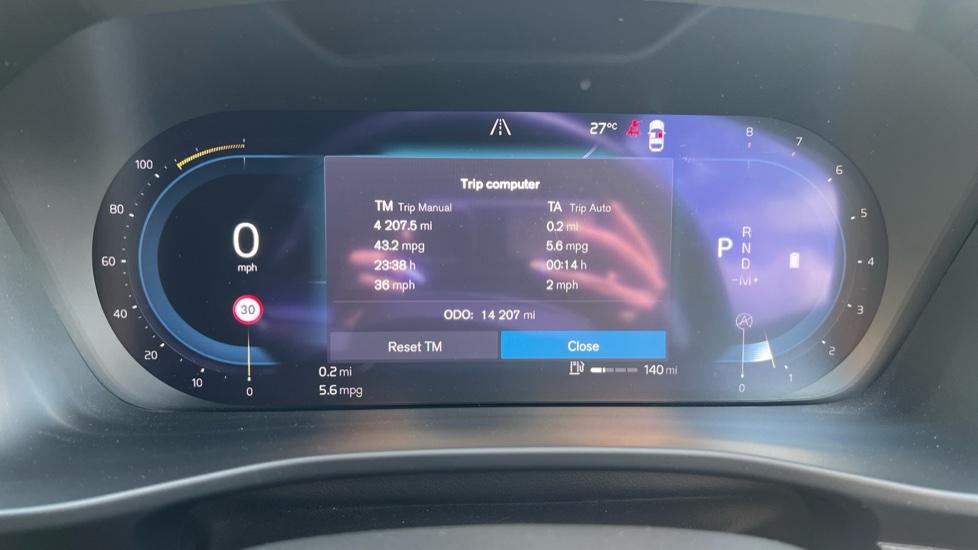 27°C
Trip computer
TM Trip Manual
4 207.5 mi
43.2 mpg
23:38 h
36 mph
TA Trip Auto
0.2 mi
5.6 mpg
00:14 h
2 mph
ODO: 14 207 mi
Reset TM
Close
0.2 mi
5.6 mpg
140 mi
100
80
60
40
20
10
0
0
mph
30
P
R
N
D
-M+
8
7
6
5
4
3
2
1
0